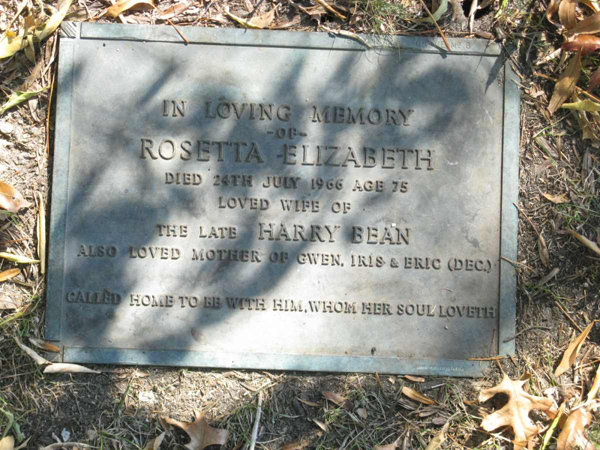 IN LOVING MEMORY
-OF-
ROSETTA ELIZABETH
DIED 24TH JULY 1966 AGE 75
LOVED WIFE OF
THE LATE HARRY BEAN
ALSO LOVED MOTHER OF GWEN, IRIS & ERIC (DEC.)
CALLED HOME TO BE WITH HIM, WHOM HER SOUL LOVETH